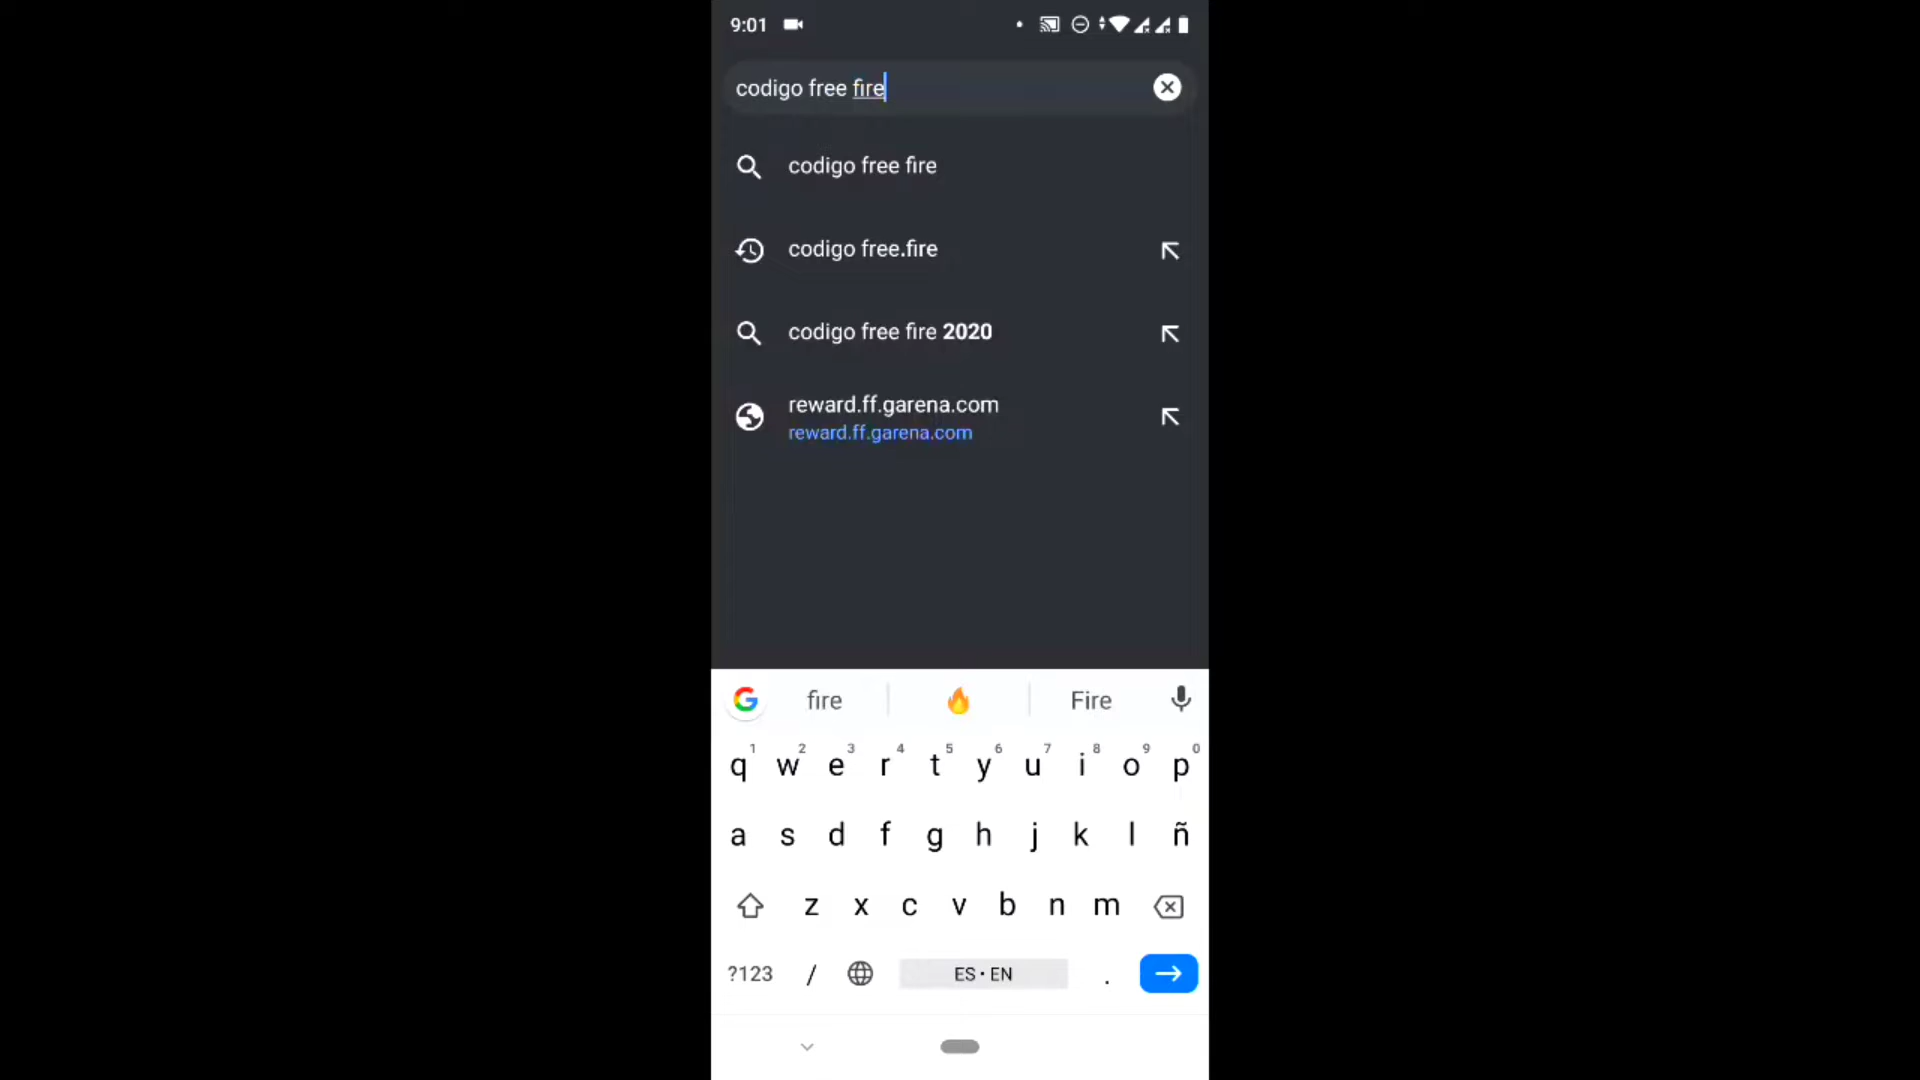 9:01
codigo free fire
codigo free fire
codigo free.fire
codigo free fire 2020
reward.ff.garena.com
reward.ff.garena.com
G fire 🔥 Fire
1 2 3 4 5 6 7 8 9 0
q w e r t y u i o p
a s d f g h j k l ñ
z x c v b n m
?123 / ES • EN .